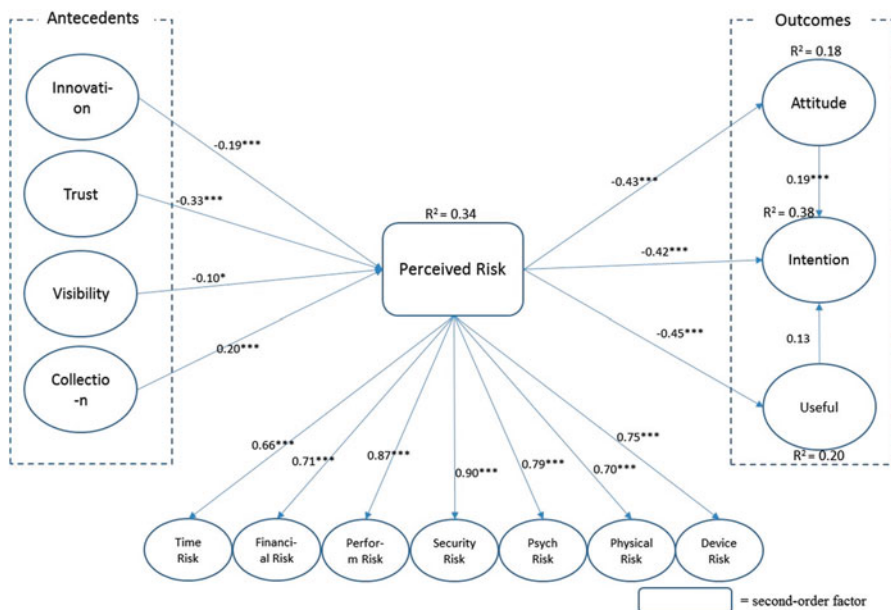 Antecedents
Outcomes
R² = 0.18
Innovati-
on
Attitude
-0.19***
Trust
-0.33***
R² = 0.34
-0.43***
0.19***
R² = 0.38
Perceived Risk
-0.42***
Intention
Visibility
-0.10*
-0.45***
0.13
0.20***
Collectio
-n
Useful
R² = 0.20
0.66***
0.71***
0.87***
0.90***
0.79***
0.70***
0.75***
Time
Risk
Financi-
al Risk
Perfor-
m Risk
Security
Risk
Psych
Risk
Physical
Risk
Device
Risk
= second-order factor